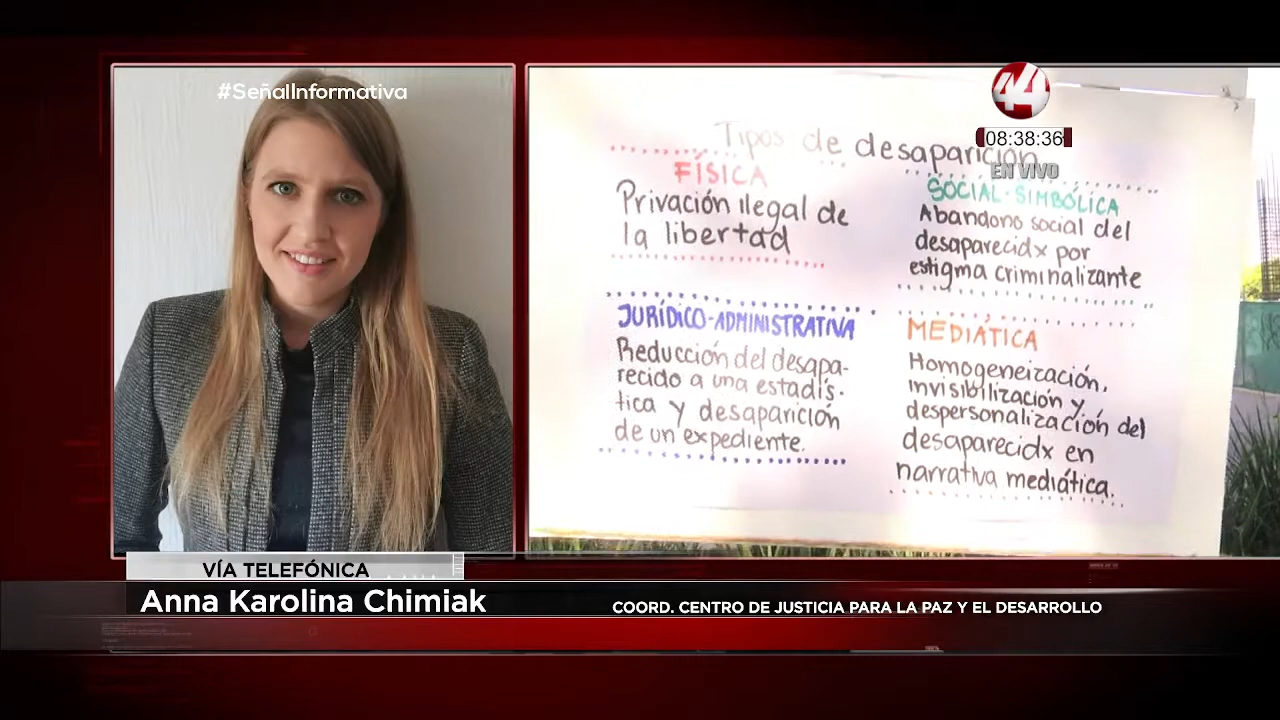 #SeñalInformativa
44
08:38:36
EN VIVO
Tipos de desaparición
FÍSICA
Privación ilegal de
la libertad
SOCIAL-SIMBÓLICA
Abandono social del
desaparecidx por
estigma criminalizante
JURÍDICO-ADMINISTRATIVA
Reducción del desapa-
recido a una estadís-
tica y desaparición
de un expediente.
MEDIÁTICA
Homogeneización,
invisibilización y
despersonalización del
desaparecidx en
narrativa mediática.
VÍA TELEFÓNICA
Anna Karolina Chimiak
COORD. CENTRO DE JUSTICIA PARA LA PAZ Y EL DESARROLLO